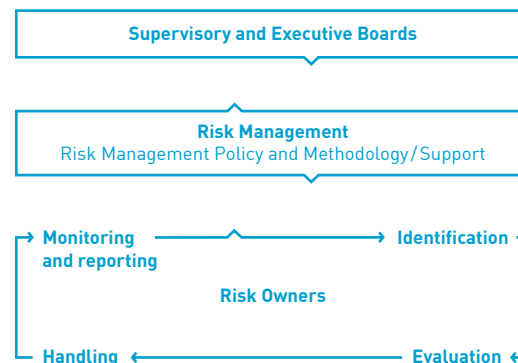 Supervisory and Executive Boards
Risk Management
Risk Management Policy and Methodology/Support
Monitoring
and reporting
Identification
Risk Owners
Handling
Evaluation